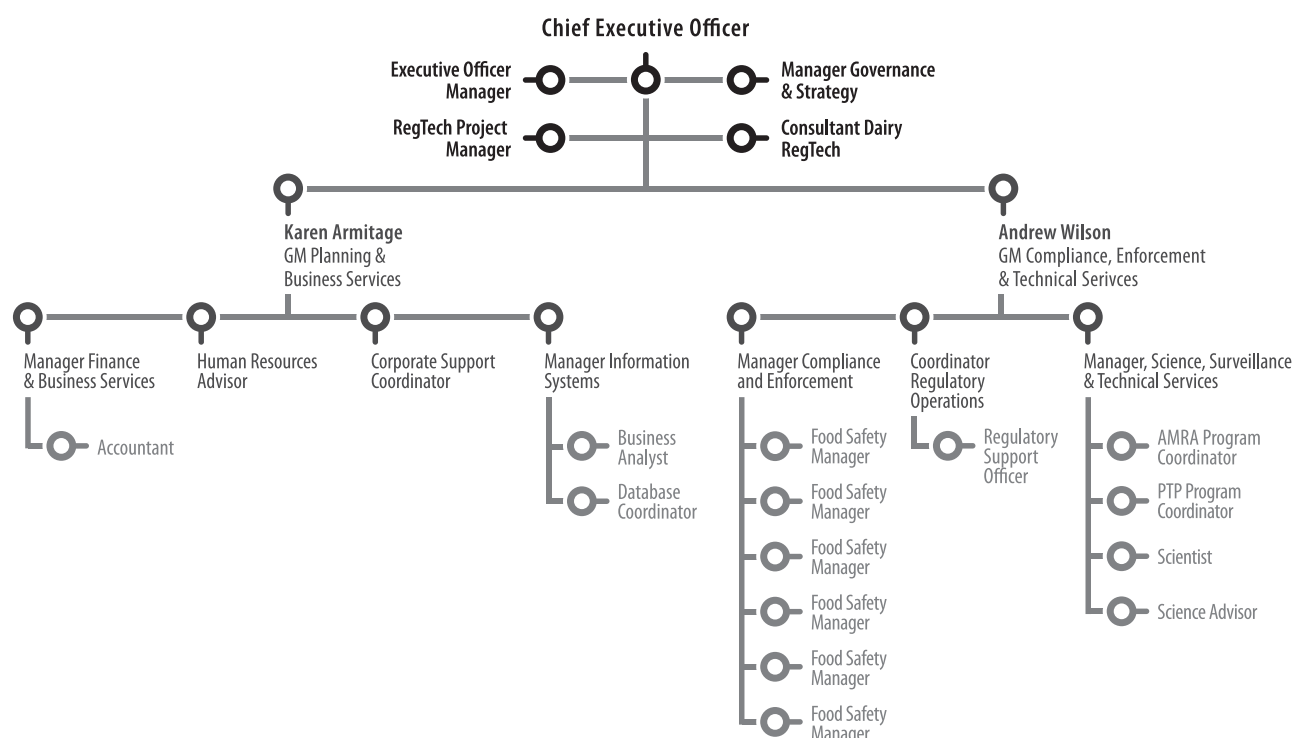 Chief Executive Officer
Executive Officer
Manager
Manager Governance
& Strategy
RegTech Project
Manager
Consultant Dairy
RegTech
Karen Armitage
GM Planning &
Business Services
Andrew Wilson
GM Compliance, Enforcement
& Technical Serivces
Manager Finance
& Business Services
Human Resources
Advisor
Corporate Support
Coordinator
Manager Information
Systems
Manager Compliance
and Enforcement
Coordinator
Regulatory
Operations
Manager, Science, Surveillance
& Technical Services
Accountant
Business
Analyst
Database
Coordinator
Food Safety
Manager
Food Safety
Manager
Food Safety
Manager
Food Safety
Manager
Food Safety
Manager
Food Safety
Manager
Regulatory
Support
Officer
AMRA Program
Coordinator
PTP Program
Coordinator
Scientist
Science Advisor